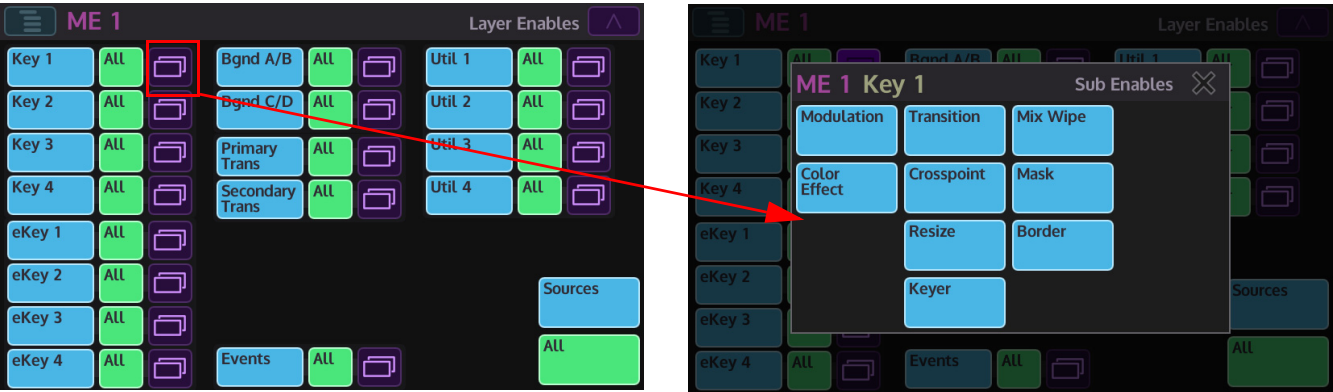 ME 1
Layer Enables
Key 1 All Bgnd A/B All Util 1 All
Key 2 All Bgnd C/D All Util 2 All
Key 3 All Primary Trans All Util 3 All
Key 4 All Secondary Trans All Util 4 All
eKey 1 All
eKey 2 All
Sources
eKey 3 All
All
eKey 4 All Events All
ME 1
Layer Enables
Key 1 All Bgnd A/B All Util 1 All
ME 1 Key 1
Sub Enables
Key 2
Modulation Transition Mix Wipe
Key 3
Key 4
Color Effect Crosspoint Mask
eKey 1
Resize Border
eKey 2
Keyer
Sources
eKey 3
All
eKey 4 All Events All